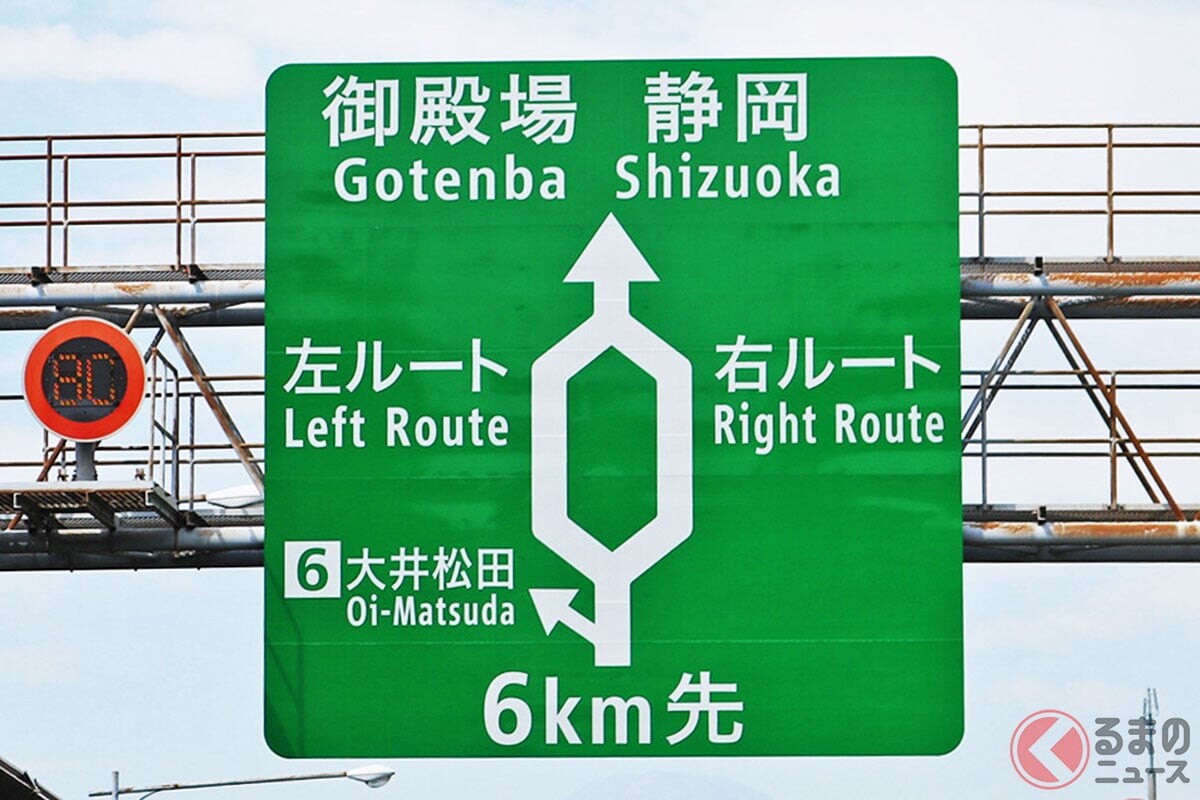 御殿場 静岡
Gotenba Shizuoka
80
左ルート
Left Route
右ルート
Right Route
6 大井松田
Oi-Matsuda
6km先
くるまの
ニュース